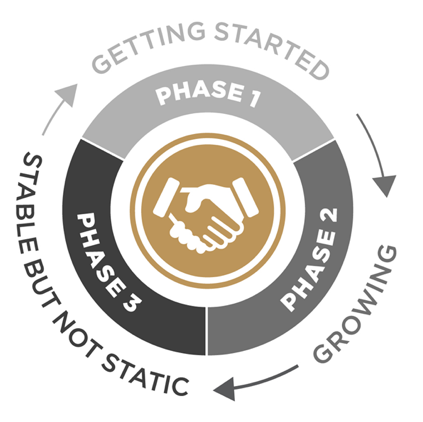 GETTING STARTED
PHASE 1
PHASE 2
GROWING
PHASE 3
STABLE BUT NOT STATIC